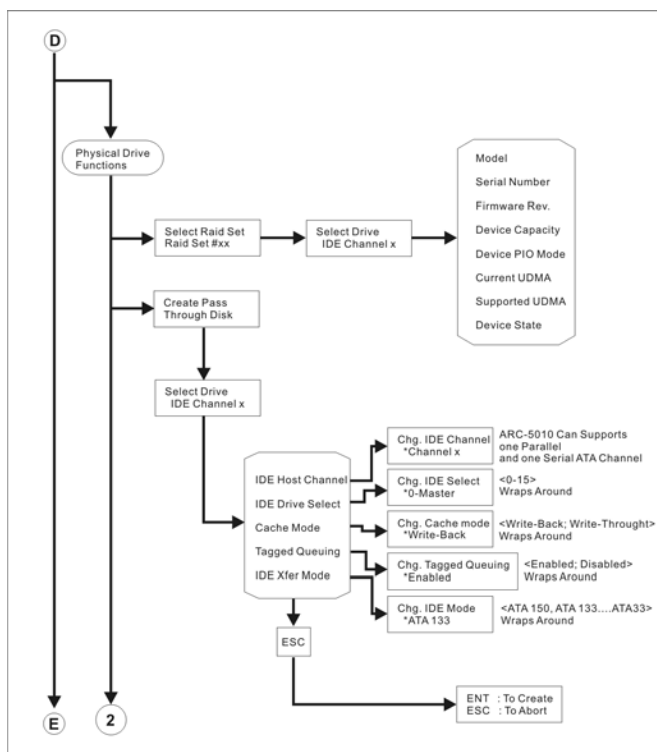 D
Physical Drive
Functions
Select Raid Set
Raid Set #xx
Select Drive
IDE Channel x
Model
Serial Number
Firmware Rev.
Device Capacity
Device PIO Mode
Current UDMA
Supported UDMA
Device State
Create Pass
Through Disk
Select Drive
IDE Channel x
IDE Host Channel
IDE Drive Select
Cache Mode
Tagged Queuing
IDE Xfer Mode
Chg. IDE Channel
*Channel x
ARC-5010 Can Supports
one Parallel
and one Serial ATA Channel
Chg. IDE Select
*0-Master
<0-15>
Wraps Around
Chg. Cache mode
*Write-Back
<Write-Back; Write-Throught>
Wraps Around
Chg. Tagged Queuing
*Enabled
<Enabled; Disabled>
Wraps Around
Chg. IDE Mode
*ATA 133
<ATA 150, ATA 133....ATA33>
Wraps Around
ESC
ENT : To Create
ESC : To Abort
E
2